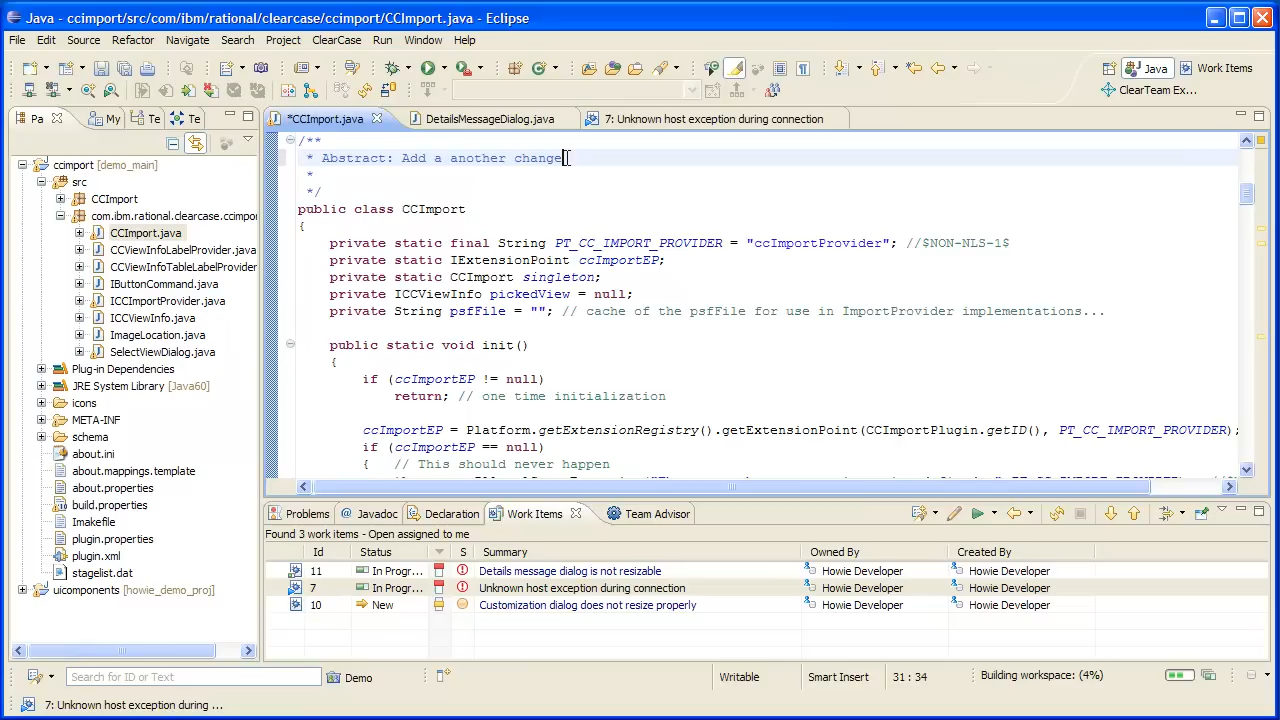 Java - ccimport/src/com/ibm/rational/clearcase/ccimport/CCImport.java - Eclipse
File Edit Source Refactor Navigate Search Project ClearCase Run Window Help
Java Work Items
ClearTeam Ex...
Pa My Te Te
*CCImport.java DetailsMessageDialog.java 7: Unknown host exception during connection
ccimport [demo_main]
src
CCImport
com.ibm.rational.clearcase.ccimpo
CCImport.java
CCViewInfoLabelProvider.java
CCViewInfoTableLabelProvider
IButtonCommand.java
ICCImportProvider.java
ICCViewInfo.java
ImageLocation.java
SelectViewDialog.java
Plug-in Dependencies
JRE System Library [Java60]
icons
META-INF
schema
about.ini
about.mappings.template
about.properties
build.properties
Imakefile
plugin.properties
plugin.xml
stagelist.dat
uicomponents [howie_demo_proj]
/**
* Abstract: Add a another change
*
*/
public class CCImport
{
private static final String PT_CC_IMPORT_PROVIDER = "ccImportProvider"; //$NON-NLS-1$
private static IExtensionPoint ccImportEP;
private static CCImport singleton;
private ICCViewInfo pickedView = null;
private String psfFile = ""; // cache of the psfFile for use in ImportProvider implementations...
public static void init()
{
if (ccImportEP != null)
return; // one time initialization
ccImportEP = Platform.getExtensionRegistry().getExtensionPoint(CCImportPlugin.getID(), PT_CC_IMPORT_PROVIDER);
if (ccImportEP == null)
{ // This should never happen
Problems Javadoc Declaration Work Items Team Advisor
Found 3 work items - Open assigned to me
Id Status S Summary Owned By Created By
11 In Progr... Details message dialog is not resizable Howie Developer Howie Developer
7 In Progr... Unknown host exception during connection Howie Developer Howie Developer
10 New Customization dialog does not resize properly Howie Developer Howie Developer
Search for ID or Text Demo Writable Smart Insert 31 : 34 Building workspace: (4%)
7: Unknown host exception during ...